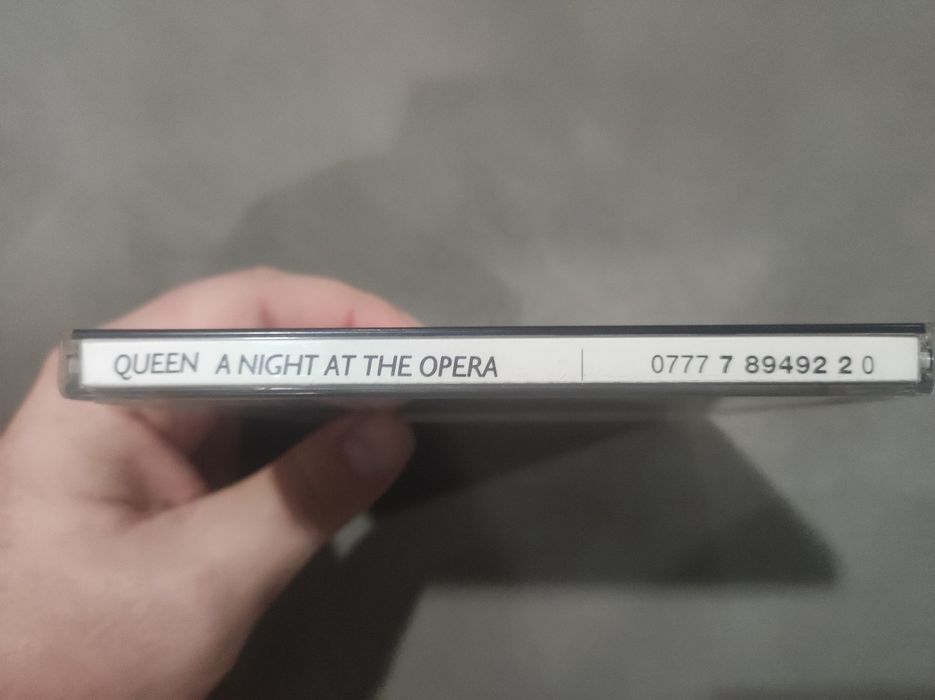 QUEEN A NIGHT AT THE OPERA | 0777 7 89492 2 0